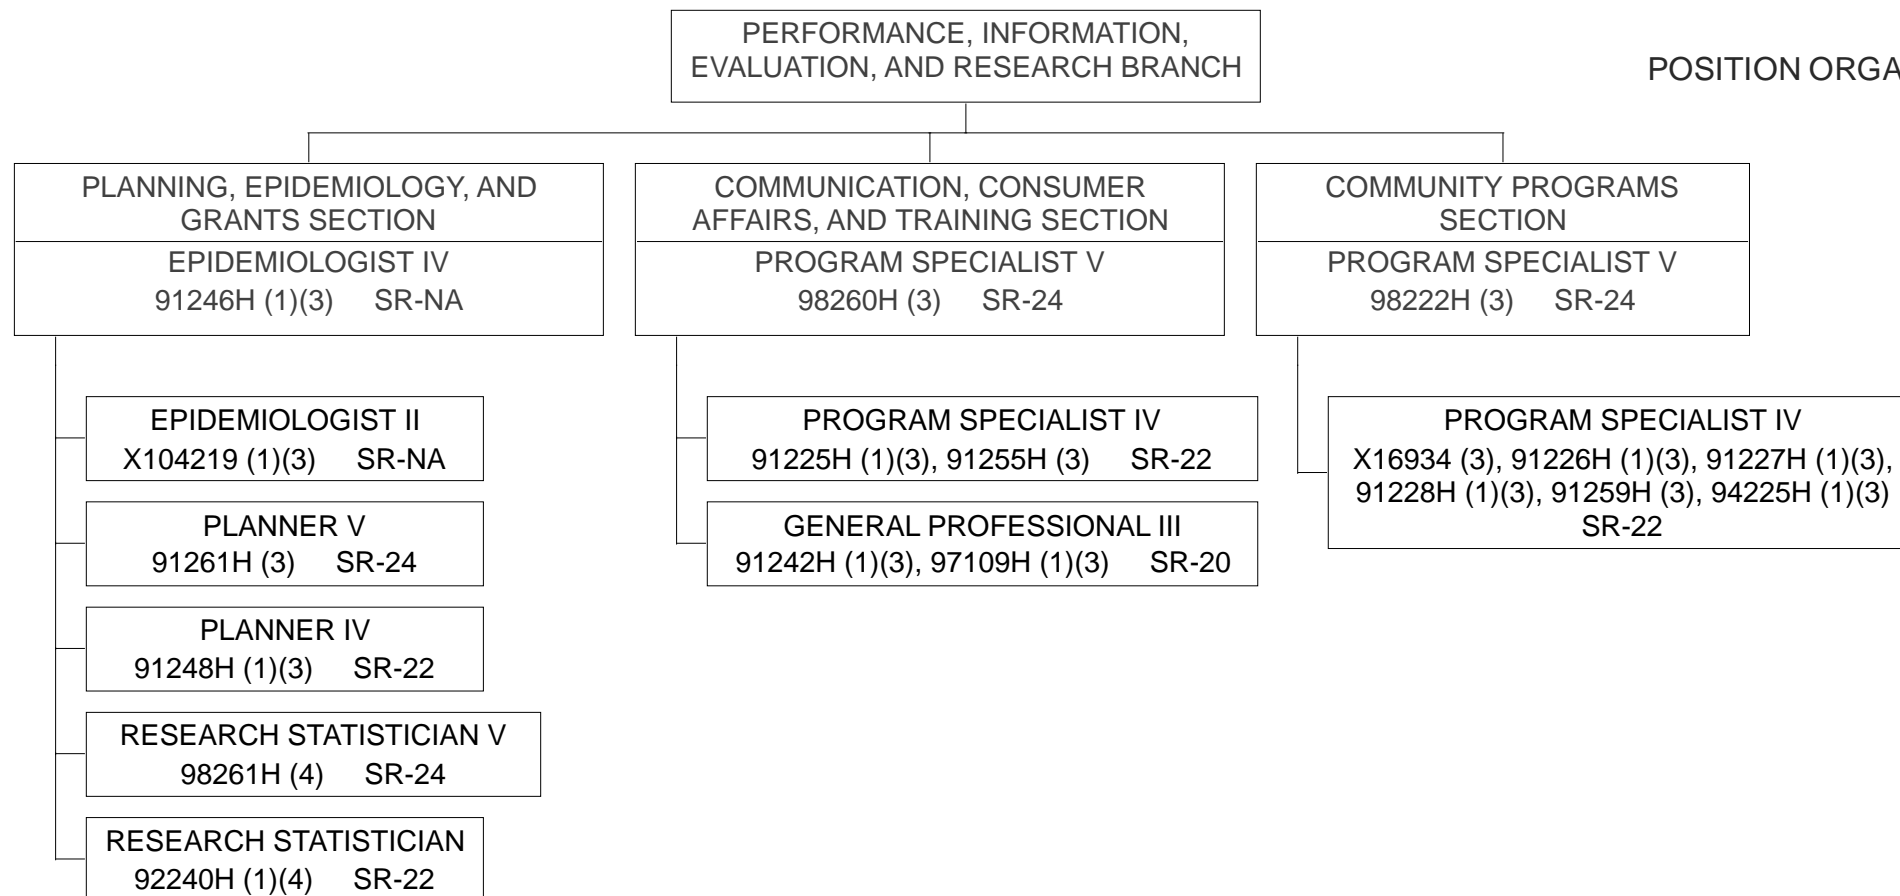 PERFORMANCE, INFORMATION,
EVALUATION, AND RESEARCH BRANCH
POSITION ORGA
PLANNING, EPIDEMIOLOGY, AND
GRANTS SECTION
EPIDEMIOLOGIST IV
91246H (1)(3) SR-NA
EPIDEMIOLOGIST II
X104219 (1)(3) SR-NA
PLANNER V
91261H (3) SR-24
PLANNER IV
91248H (1)(3) SR-22
RESEARCH STATISTICIAN V
98261H (4) SR-24
RESEARCH STATISTICIAN
92240H (1)(4) SR-22
COMMUNICATION, CONSUMER
AFFAIRS, AND TRAINING SECTION
PROGRAM SPECIALIST V
98260H (3) SR-24
PROGRAM SPECIALIST IV
91225H (1)(3), 91255H (3) SR-22
GENERAL PROFESSIONAL III
91242H (1)(3), 97109H (1)(3) SR-20
COMMUNITY PROGRAMS
SECTION
PROGRAM SPECIALIST V
98222H (3) SR-24
PROGRAM SPECIALIST IV
X16934 (3), 91226H (1)(3), 91227H (1)(3),
91228H (1)(3), 91259H (3), 94225H (1)(3)
SR-22